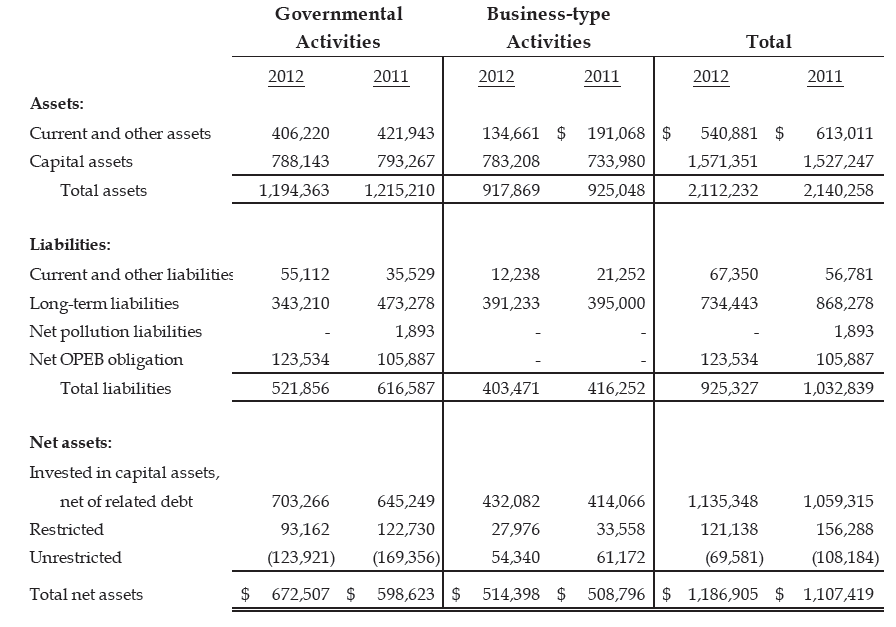 Governmental Business-type
Activities Activities Total
2012 2011 2012 2011 2012 2011
Assets:
Current and other assets 406,220 421,943 134,661 $ 191,068 $ 540,881 $ 613,011
Capital assets 788,143 793,267 783,208 733,980 1,571,351 1,527,247
Total assets 1,194,363 1,215,210 917,869 925,048 2,112,232 2,140,258
Liabilities:
Current and other liabilities 55,112 35,529 12,238 21,252 67,350 56,781
Long-term liabilities 343,210 473,278 391,233 395,000 734,443 868,278
Net pollution liabilities - 1,893 - - - 1,893
Net OPEB obligation 123,534 105,887 - - 123,534 105,887
Total liabilities 521,856 616,587 403,471 416,252 925,327 1,032,839
Net assets:
Invested in capital assets,
net of related debt 703,266 645,249 432,082 414,066 1,135,348 1,059,315
Restricted 93,162 122,730 27,976 33,558 121,138 156,288
Unrestricted (123,921) (169,356) 54,340 61,172 (69,581) (108,184)
Total net assets $ 672,507 $ 598,623 $ 514,398 $ 508,796 $ 1,186,905 $ 1,107,419